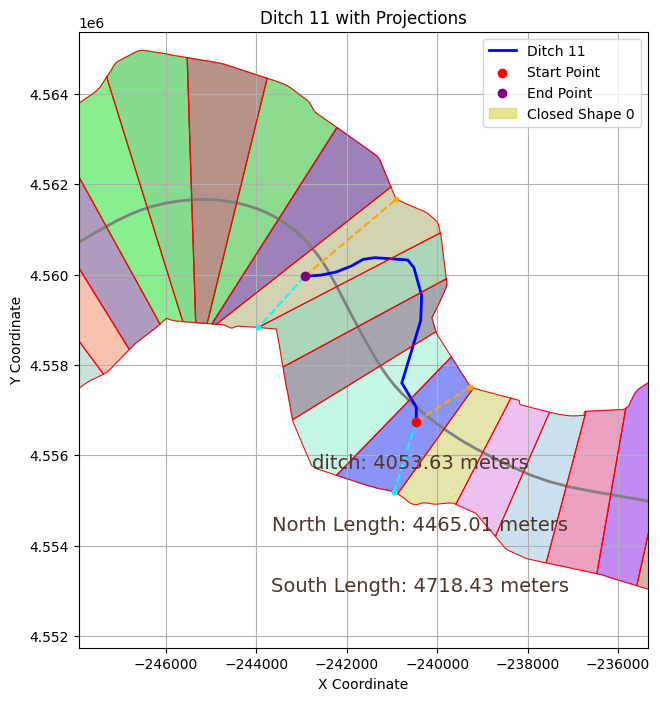 Ditch 11 with Projections
1e6
Ditch 11
Start Point
End Point
Closed Shape 0
4.564
4.562
4.560
4.558
4.556
4.554
4.552
Y Coordinate
ditch: 4053.63 meters
North Length: 4465.01 meters
South Length: 4718.43 meters
−246000 −244000 −242000 −240000 −238000 −236000
X Coordinate